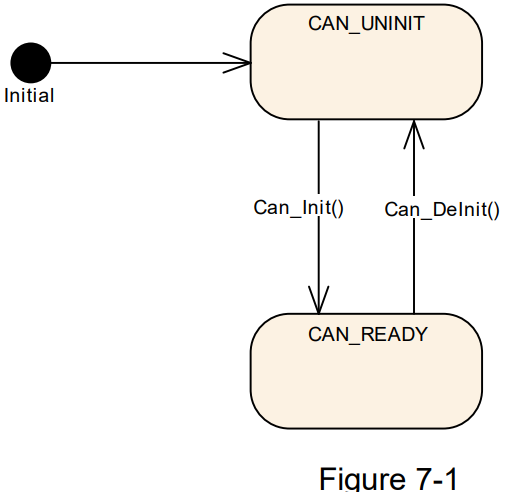 CAN_UNINIT
Initial
Can_Init()
Can_DeInit()
CAN_READY
Figure 7-1